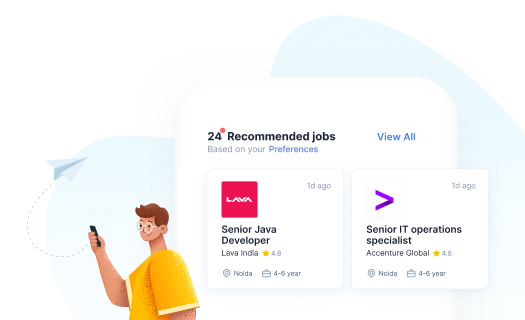 24 Recommended jobs
View All
Based on your Preferences
LAVA
1d ago
Senior Java
Developer
Lava India 4.8
Noida 4-6 year
1d ago
Senior IT operations
specialist
Accenture Global 4.8
Noida 4-6 year